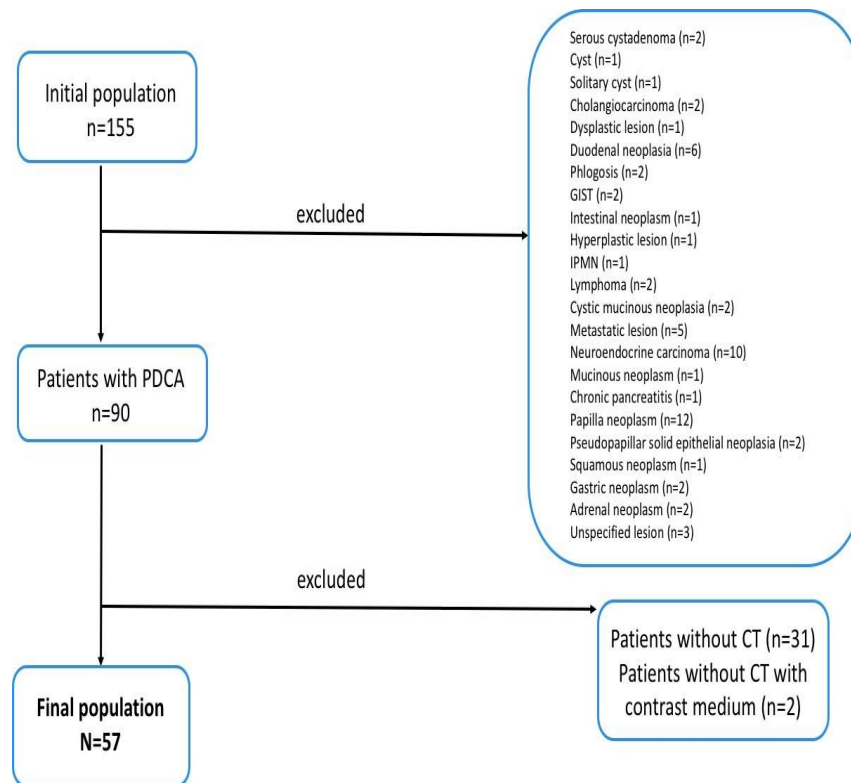 Initial population
n=155
excluded
Serous cystadenoma (n=2)
Cyst (n=1)
Solitary cyst (n=1)
Cholangiocarcinoma (n=2)
Dysplastic lesion (n=1)
Duodenal neoplasia (n=6)
Phlogosis (n=2)
GIST (n=2)
Intestinal neoplasm (n=1)
Hyperplastic lesion (n=1)
IPMN (n=1)
Lymphoma (n=2)
Cystic mucinous neoplasia (n=2)
Metastatic lesion (n=5)
Neuroendocrine carcinoma (n=10)
Mucinous neoplasm (n=1)
Chronic pancreatitis (n=1)
Papilla neoplasm (n=12)
Pseudopapillar solid epithelial neoplasia (n=2)
Squamous neoplasm (n=1)
Gastric neoplasm (n=2)
Adrenal neoplasm (n=2)
Unspecified lesion (n=3)
Patients with PDCA
n=90
excluded
Patients without CT (n=31)
Patients without CT with
contrast medium (n=2)
Final population
N=57